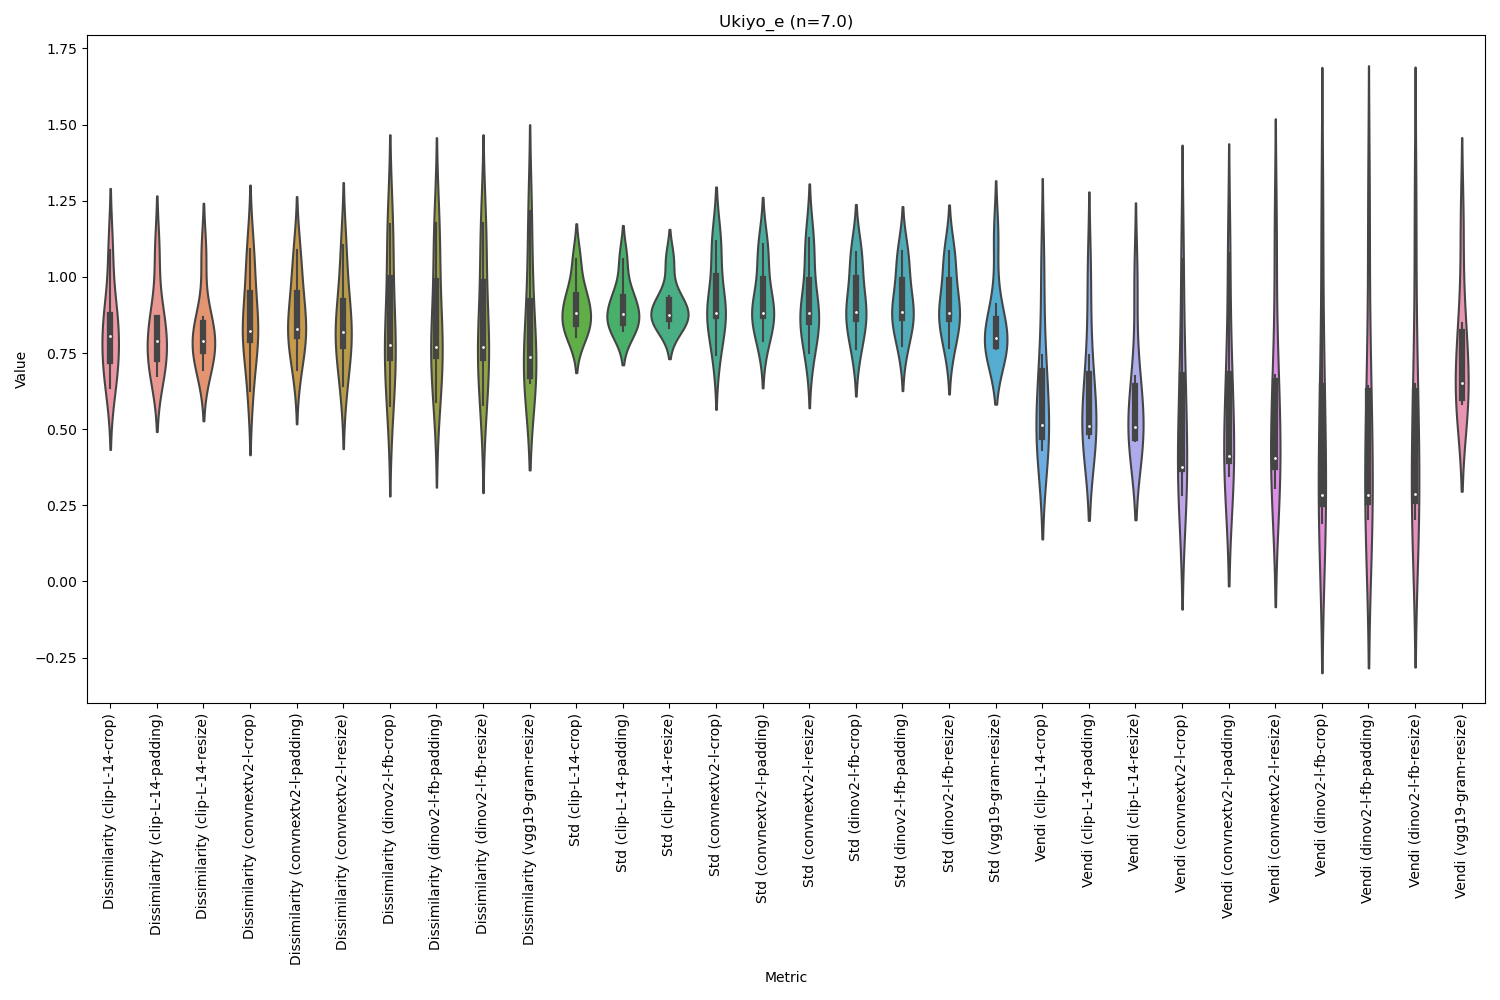 Ukiyo_e (n=7.0)
1.75
1.50
1.25
1.00
0.75
0.50
0.25
0.00
−0.25
Value
Dissimilarity (clip-L-14-crop)
Dissimilarity (clip-L-14-padding)
Dissimilarity (clip-L-14-resize)
Dissimilarity (convnextv2-l-crop)
Dissimilarity (convnextv2-l-padding)
Dissimilarity (convnextv2-l-resize)
Dissimilarity (dinov2-l-fb-crop)
Dissimilarity (dinov2-l-fb-padding)
Dissimilarity (dinov2-l-fb-resize)
Dissimilarity (vgg19-gram-resize)
Std (clip-L-14-crop)
Std (clip-L-14-padding)
Std (clip-L-14-resize)
Std (convnextv2-l-crop)
Std (convnextv2-l-padding)
Std (convnextv2-l-resize)
Std (dinov2-l-fb-crop)
Std (dinov2-l-fb-padding)
Std (dinov2-l-fb-resize)
Std (vgg19-gram-resize)
Vendi (clip-L-14-crop)
Vendi (clip-L-14-padding)
Vendi (clip-L-14-resize)
Vendi (convnextv2-l-crop)
Vendi (convnextv2-l-padding)
Vendi (convnextv2-l-resize)
Vendi (dinov2-l-fb-crop)
Vendi (dinov2-l-fb-padding)
Vendi (dinov2-l-fb-resize)
Vendi (vgg19-gram-resize)
Metric